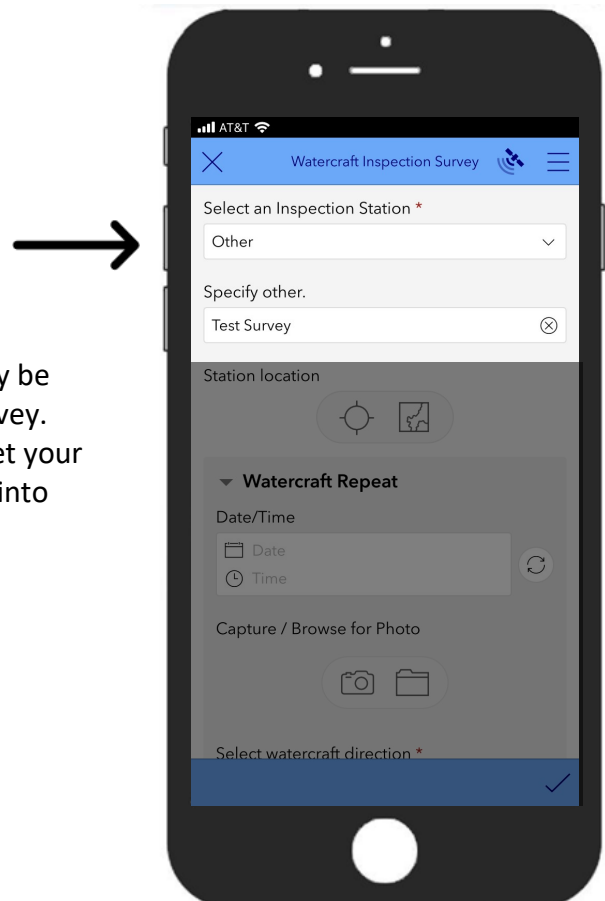 AT&T
Watercraft Inspection Survey
Select an Inspection Station *
Other
Specify other.
Test Survey
y be
vey.
et your
into
Station location
Watercraft Repeat
Date/Time
Date
Time
Capture / Browse for Photo
Select watercraft direction *